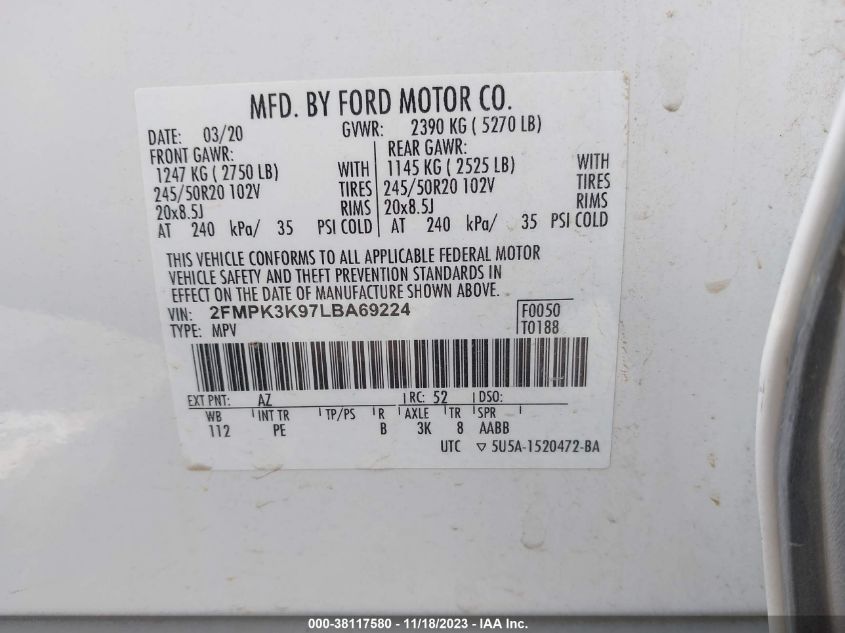 MFD. BY FORD MOTOR CO.
DATE: 03/20 GVWR: 2390 KG ( 5270 LB)
FRONT GAWR: REAR GAWR:
1247 KG ( 2750 LB) WITH 1145 KG ( 2525 LB) WITH
245/50R20 102V TIRES 245/50R20 102V TIRES
20x8.5J RIMS 20x8.5J RIMS
AT 240 kPa/ 35 PSI COLD AT 240 kPa/ 35 PSI COLD
THIS VEHICLE CONFORMS TO ALL APPLICABLE FEDERAL MOTOR
VEHICLE SAFETY AND THEFT PREVENTION STANDARDS IN
EFFECT ON THE DATE OF MANUFACTURE SHOWN ABOVE.
VIN: 2FMPK3K97LBA69224 F0050
TYPE: MPV T0188
EXT PNT: AZ RC: 52 DSO:
WB INT TR TP/PS R AXLE TR SPR
112 PE B 3K 8 AABB
UTC ▽ 5U5A-1520472-BA
000-38117580 - 11/18/2023 - IAA Inc.